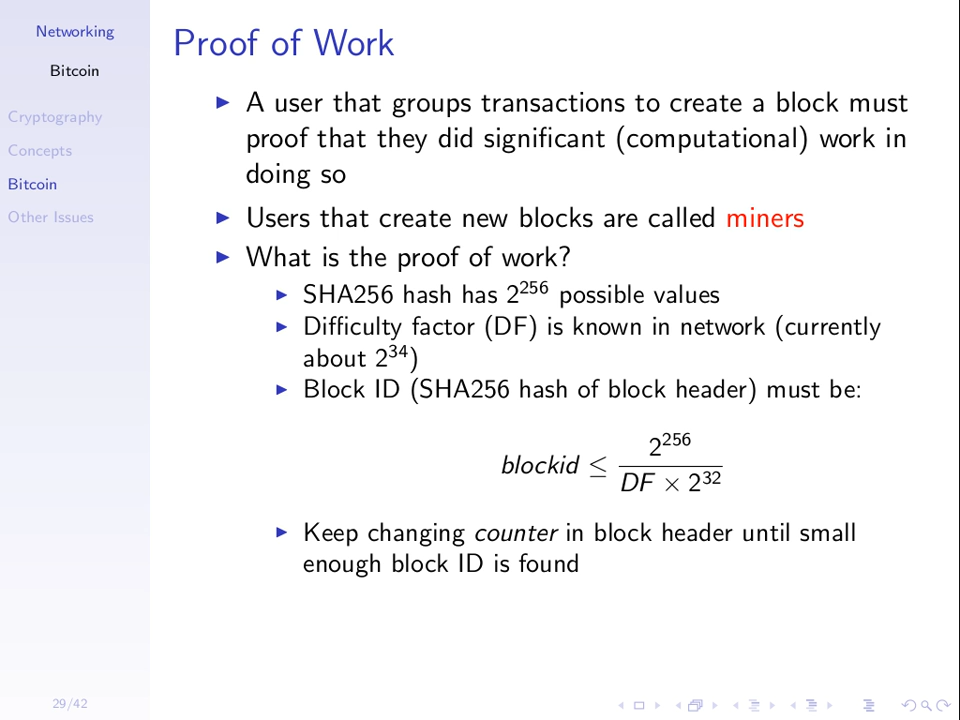 Networking
Bitcoin
Cryptography
Concepts
Bitcoin
Other Issues
29/42
Proof of Work
A user that groups transactions to create a block must
proof that they did significant (computational) work in
doing so
Users that create new blocks are called miners
What is the proof of work?
SHA256 hash has 2^256 possible values
Difficulty factor (DF) is known in network (currently
about 2^34)
Block ID (SHA256 hash of block header) must be:
blockid ≤ 2^256 / (DF × 2^32)
Keep changing counter in block header until small
enough block ID is found